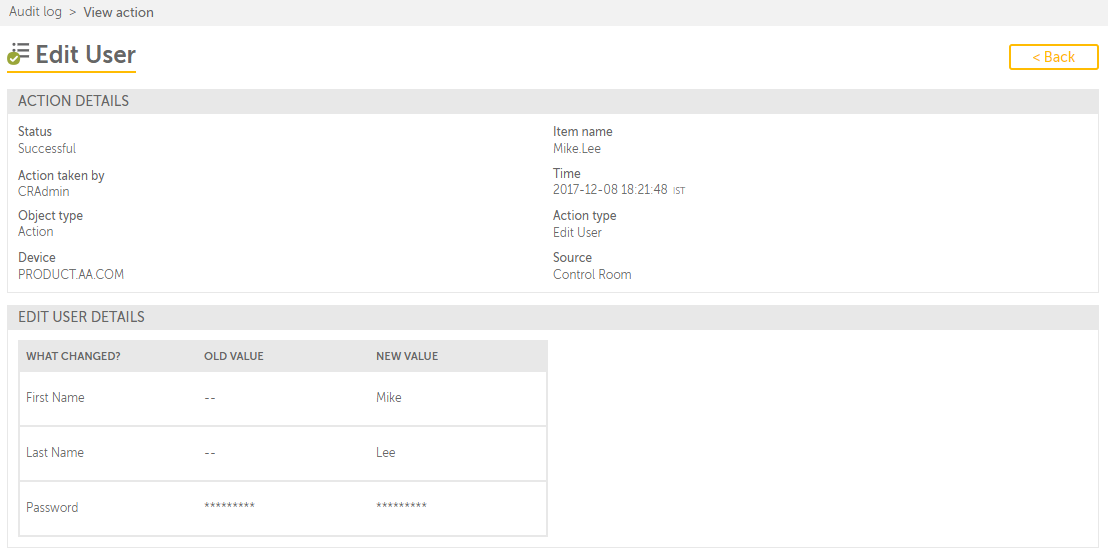 Audit log > View action
Edit User
< Back
ACTION DETAILS
Status
Successful
Item name
Mike.Lee
Action taken by
CRAdmin
Time
2017-12-08 18:21:48 IST
Object type
Action
Action type
Edit User
Device
PRODUCT.AA.COM
Source
Control Room
EDIT USER DETAILS
WHAT CHANGED? OLD VALUE NEW VALUE
First Name -- Mike
Last Name -- Lee
Password ********* *********